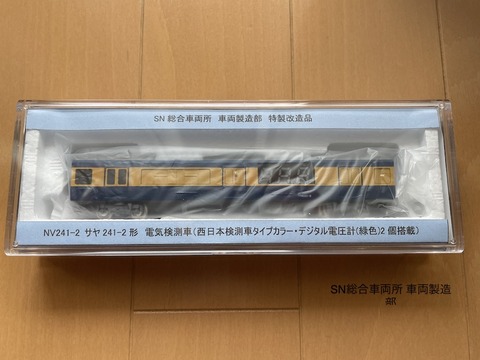 SN 総合車両所 車両製造部 特製改造品
NV241-2 サヤ 241-2 形 電気検測車(西日本検測車タイプカラー・デジタル電圧計(緑色)2 個搭載)
SN総合車両所 車両製造
部